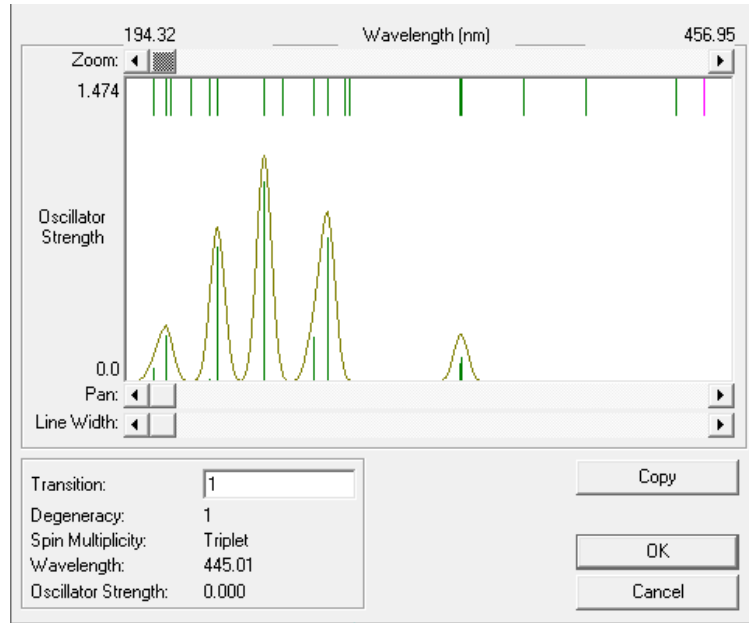 194.32 Wavelength (nm) 456.95
Zoom:
1.474
Oscillator
Strength
0.0
Pan:
Line Width:
Transition: 1
Degeneracy: 1
Spin Multiplicity: Triplet
Wavelength: 445.01
Oscillator Strength: 0.000
Copy
OK
Cancel